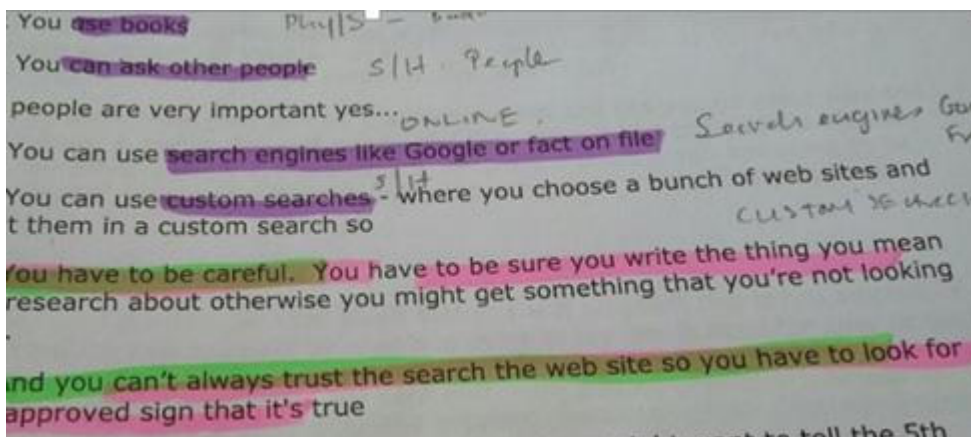 You use books Phy/S -
You can ask other people S/H People
people are very important yes... ONLINE.
You can use search engines like Google or fact on file Search engines
S/H
You can use custom searches - where you choose a bunch of web sites and
t them in a custom search so CUSTOM
You have to be careful. You have to be sure you write the thing you mean
research about otherwise you might get something that you're not looking
.
nd you can't always trust the search the web site so you have to look for
approved sign that it's true
to tell the 5th